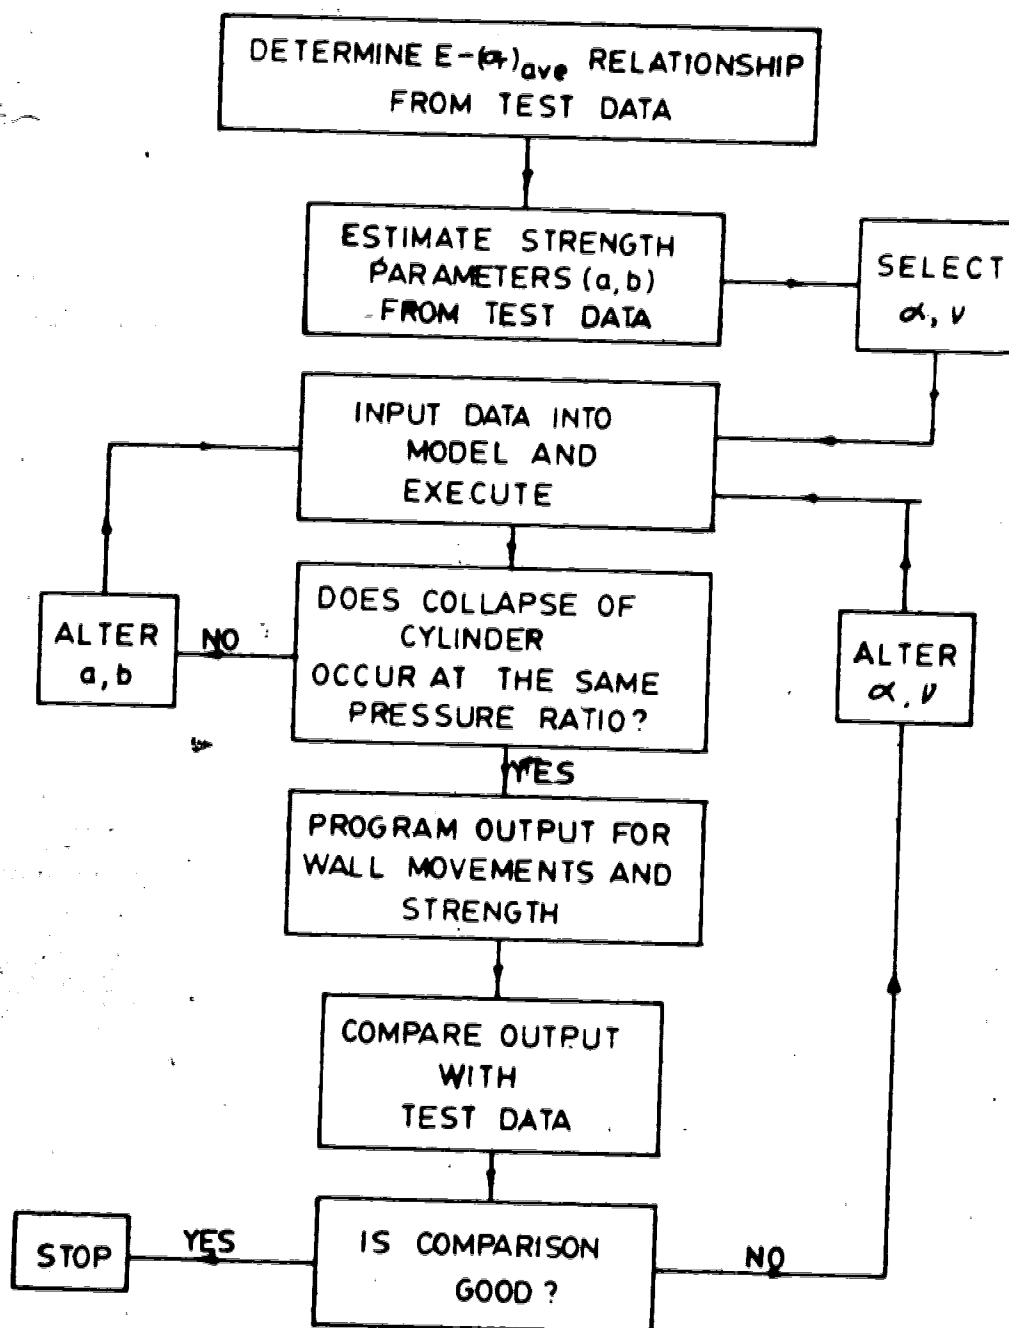 DETERMINE E-(σr)ave RELATIONSHIP
FROM TEST DATA
ESTIMATE STRENGTH
PARAMETERS (a,b)
FROM TEST DATA
SELECT
α, ν
INPUT DATA INTO
MODEL AND
EXECUTE
DOES COLLAPSE OF
CYLINDER
OCCUR AT THE SAME
PRESSURE RATIO?
NO
ALTER
a,b
ALTER
α, ν
YES
PROGRAM OUTPUT FOR
WALL MOVEMENTS AND
STRENGTH
COMPARE OUTPUT
WITH
TEST DATA
IS COMPARISON
GOOD?
YES
STOP
NO